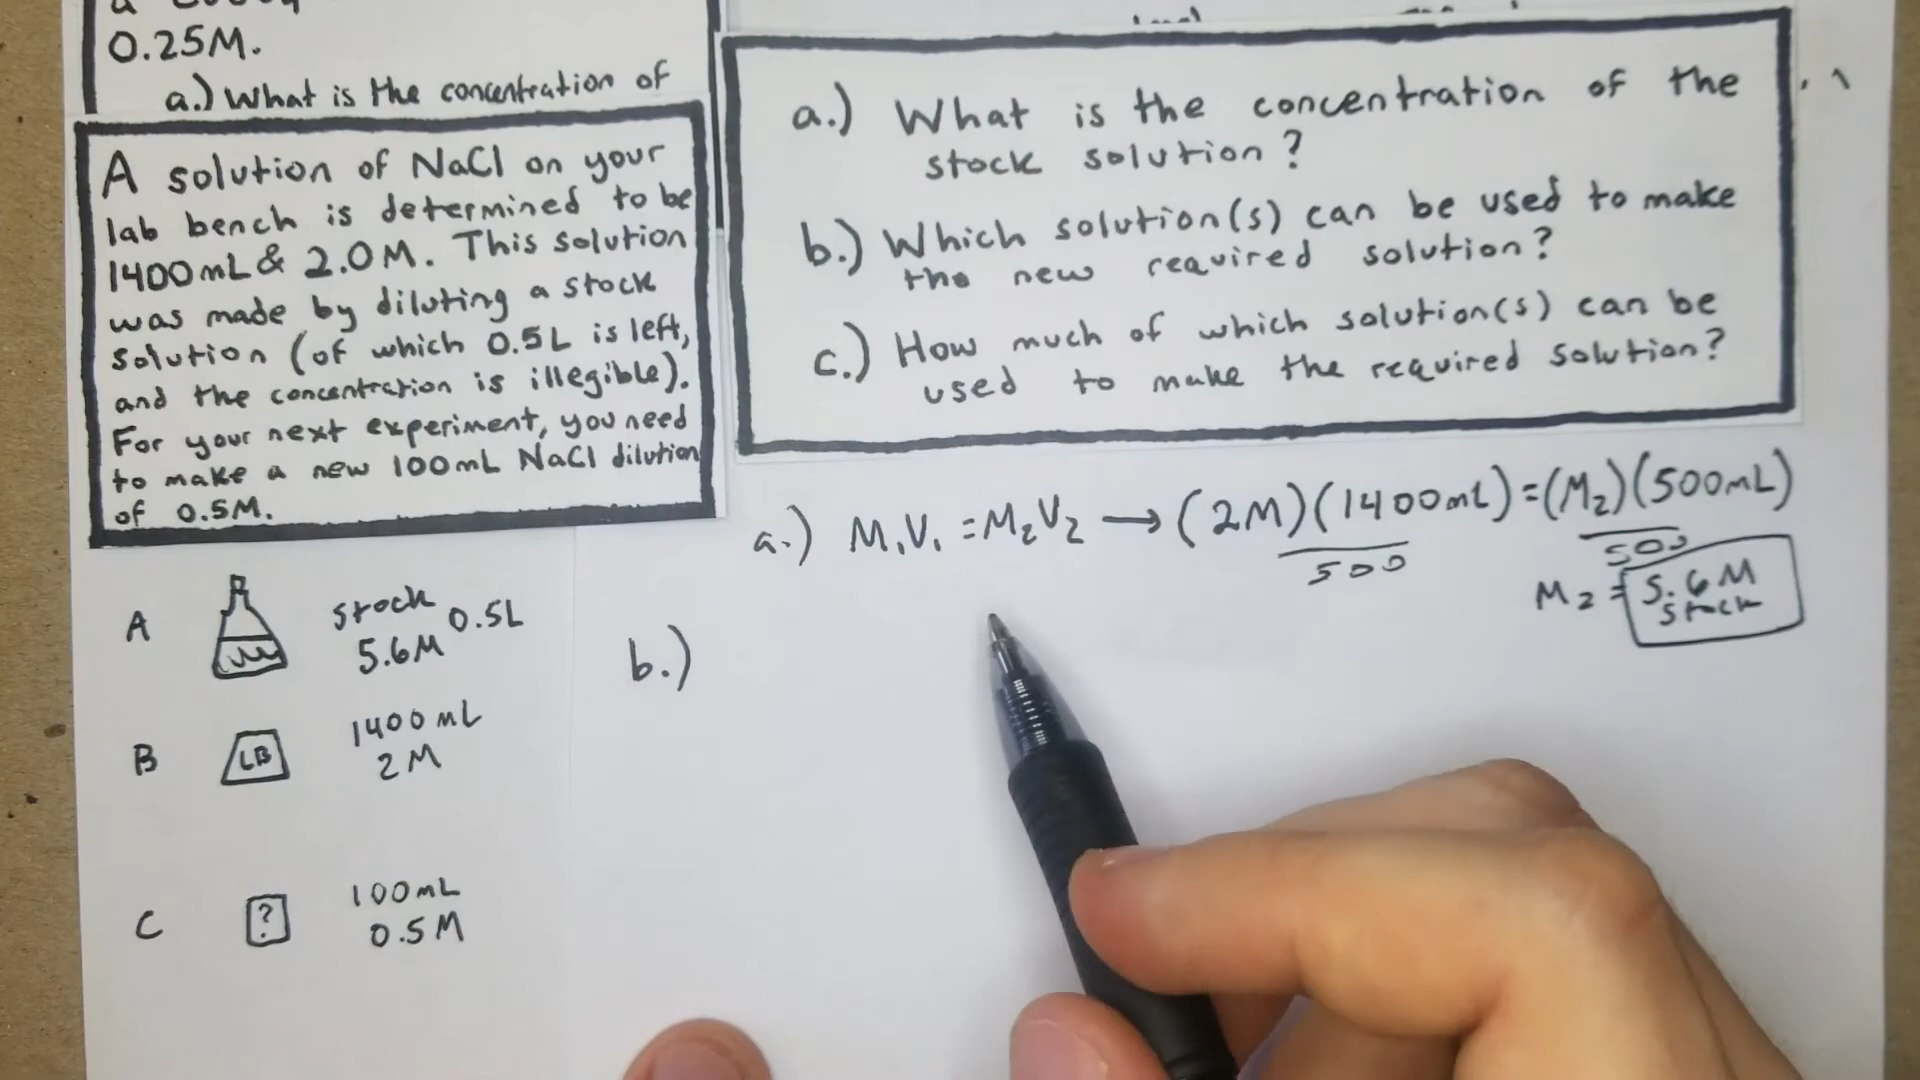 0.25M.
a.) What is the concentration of
A solution of NaCl on your
lab bench is determined to be
1400mL & 2.0M. This solution
was made by diluting a stock
solution (of which 0.5L is left,
and the concentration is illegible).
For your next experiment, you need
to make a new 100mL NaCl dilution
of 0.5M.
a.) What is the concentration of the
stock solution?
b.) Which solution(s) can be used to make
the new required solution?
c.) How much of which solution(s) can be
used to make the required solution?
a.) M1V1 = M2V2 → (2M)(1400mL) = (M2)(500mL)
500 500
M2 = 5.6M
stock
A stock 0.5L
5.6M
b.)
B LB 1400mL
2M
C ? 100mL
0.5M